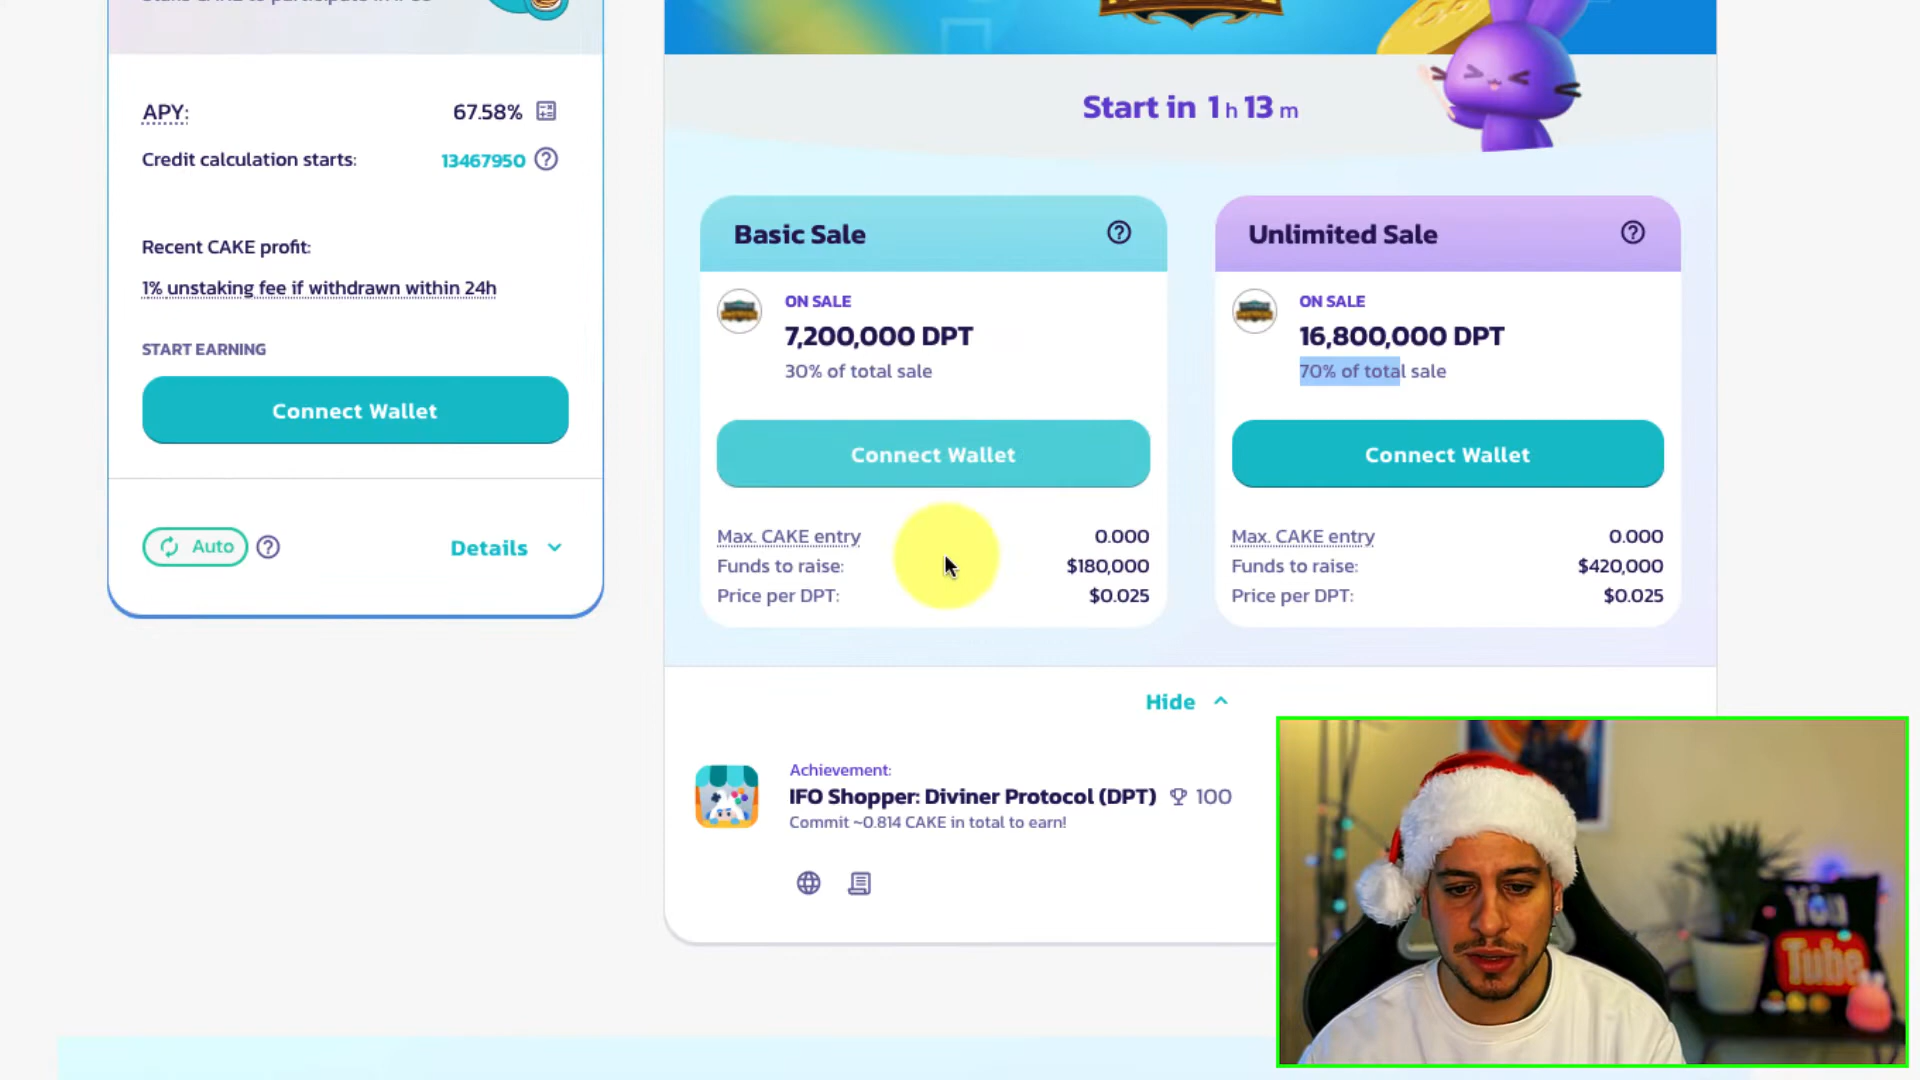 APY:
67.58%
Credit calculation starts:
13467950
Recent CAKE profit:
1% unstaking fee if withdrawn within 24h
START EARNING
Connect Wallet
Auto
Details
Start in 1 h 13 m
Basic Sale
ON SALE
7,200,000 DPT
30% of total sale
Connect Wallet
Max. CAKE entry
0.000
Funds to raise:
$180,000
Price per DPT:
$0.025
Unlimited Sale
ON SALE
16,800,000 DPT
70% of total sale
Connect Wallet
Max. CAKE entry
0.000
Funds to raise:
$420,000
Price per DPT:
$0.025
Hide
Achievement:
IFO Shopper: Diviner Protocol (DPT) 100
Commit ~0.814 CAKE in total to earn!
You
Tube